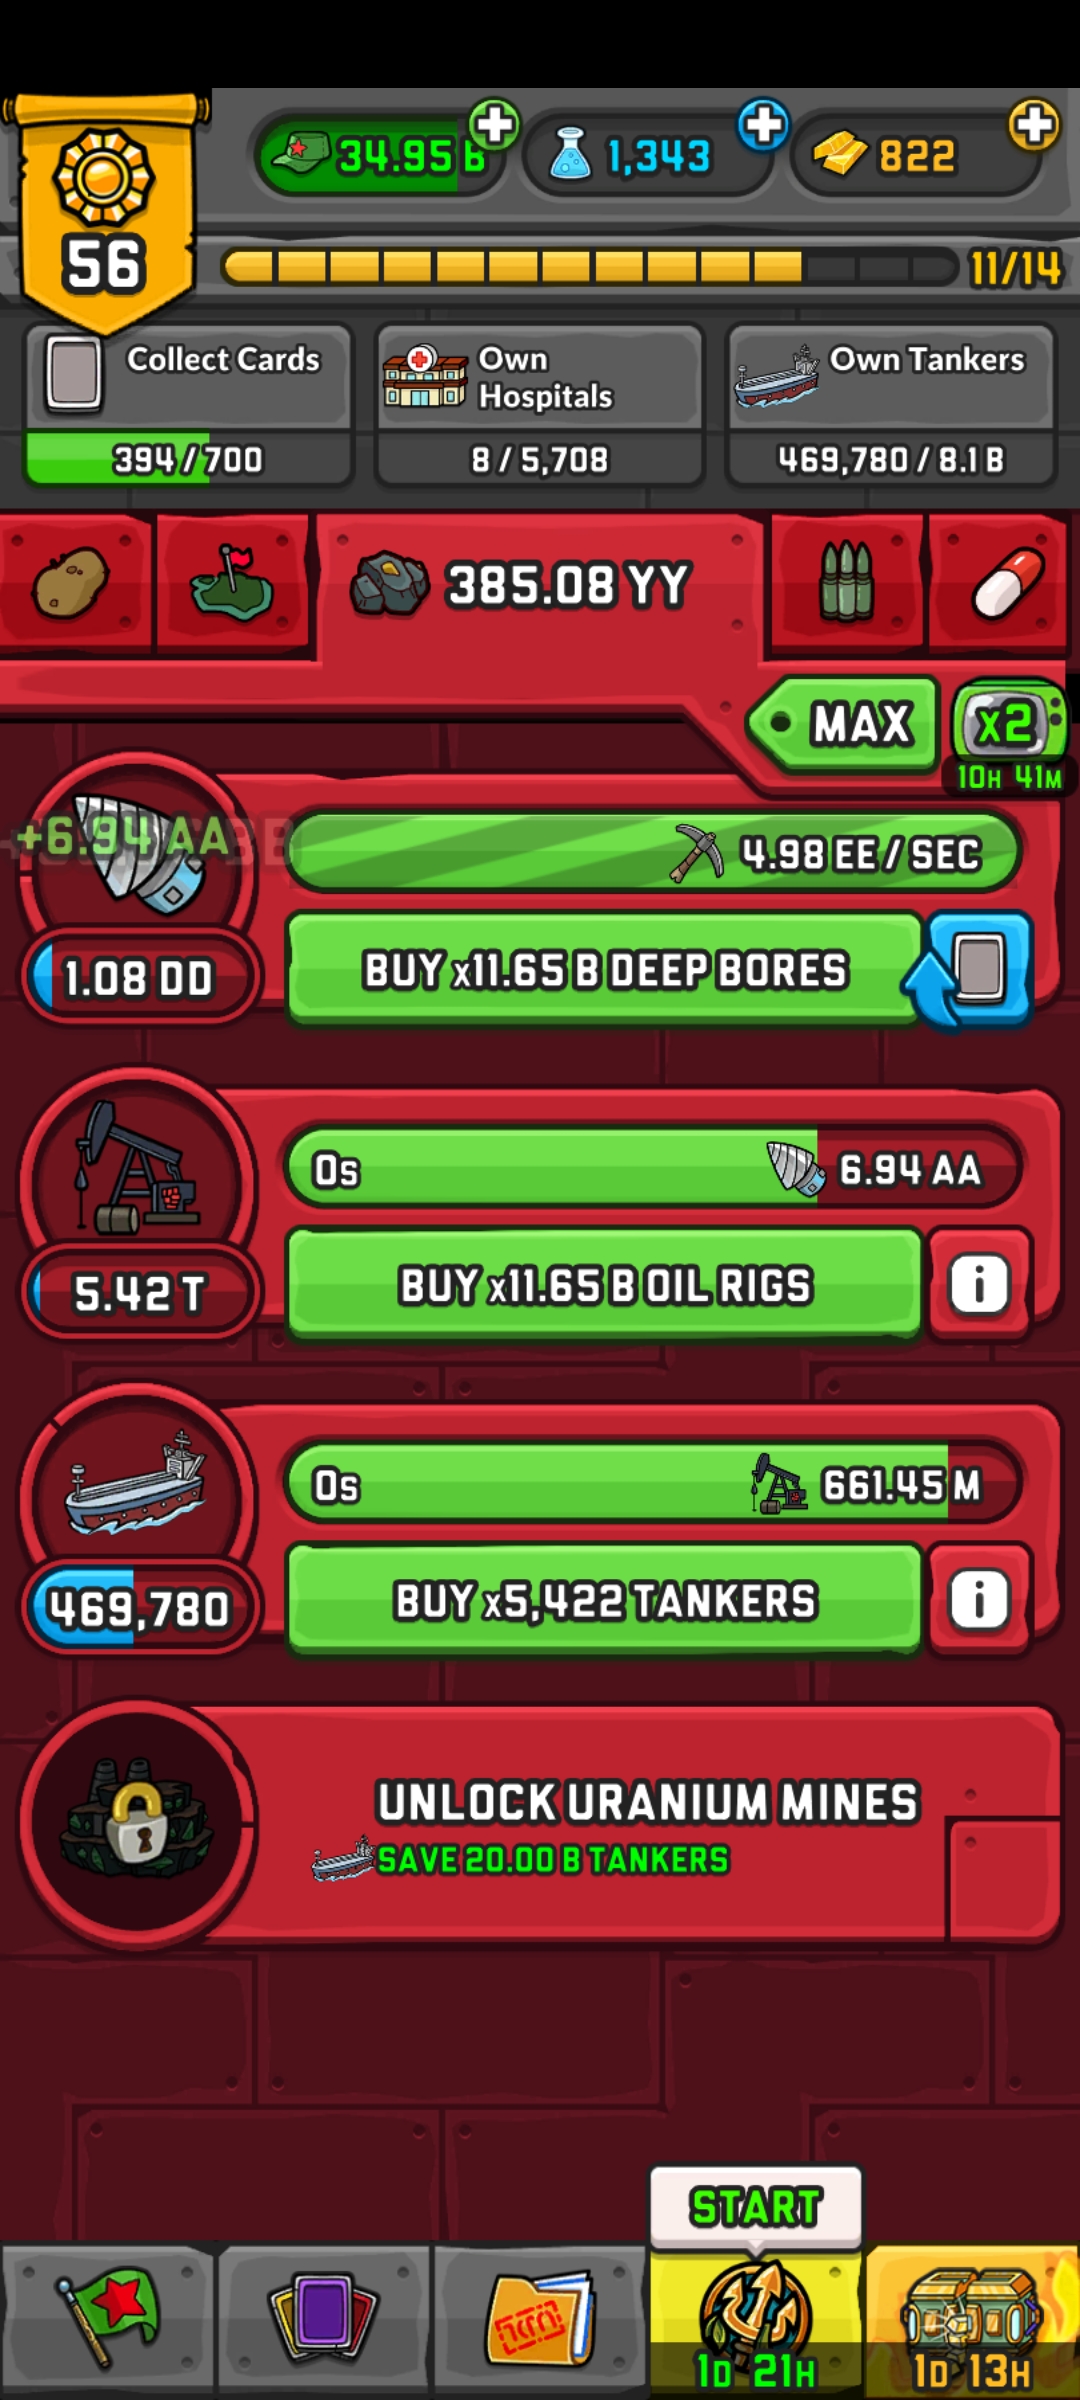 56
34.95 B
1,343
822
11/14
Collect Cards
394 / 700
Own
Hospitals
8 / 5,708
Own Tankers
469,780 / 8.1 B
385.08 YY
MAX
x2
10H 41M
+6.94 AA
4.98 EE / SEC
1.08 DD
BUY x11.65 B DEEP BORES
0s
6.94 AA
5.42 T
BUY x11.65 B OIL RIGS
i
0s
661.45 M
469,780
BUY x5,422 TANKERS
i
UNLOCK URANIUM MINES
SAVE 20.00 B TANKERS
START
1D 21H
1D 13H